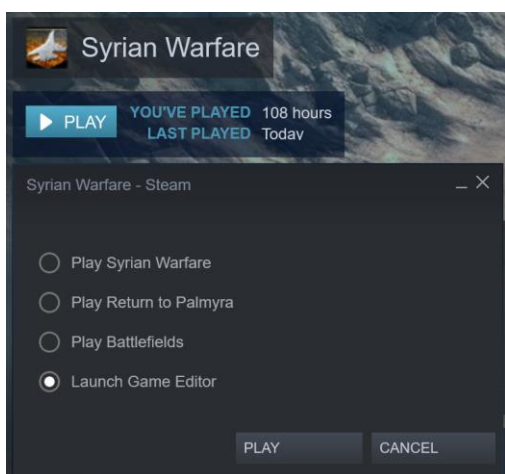 Syrian Warfare
PLAY YOU'VE PLAYED 108 hours
LAST PLAYED Today
Syrian Warfare - Steam
Play Syrian Warfare
Play Return to Palmyra
Play Battlefields
Launch Game Editor
PLAY CANCEL